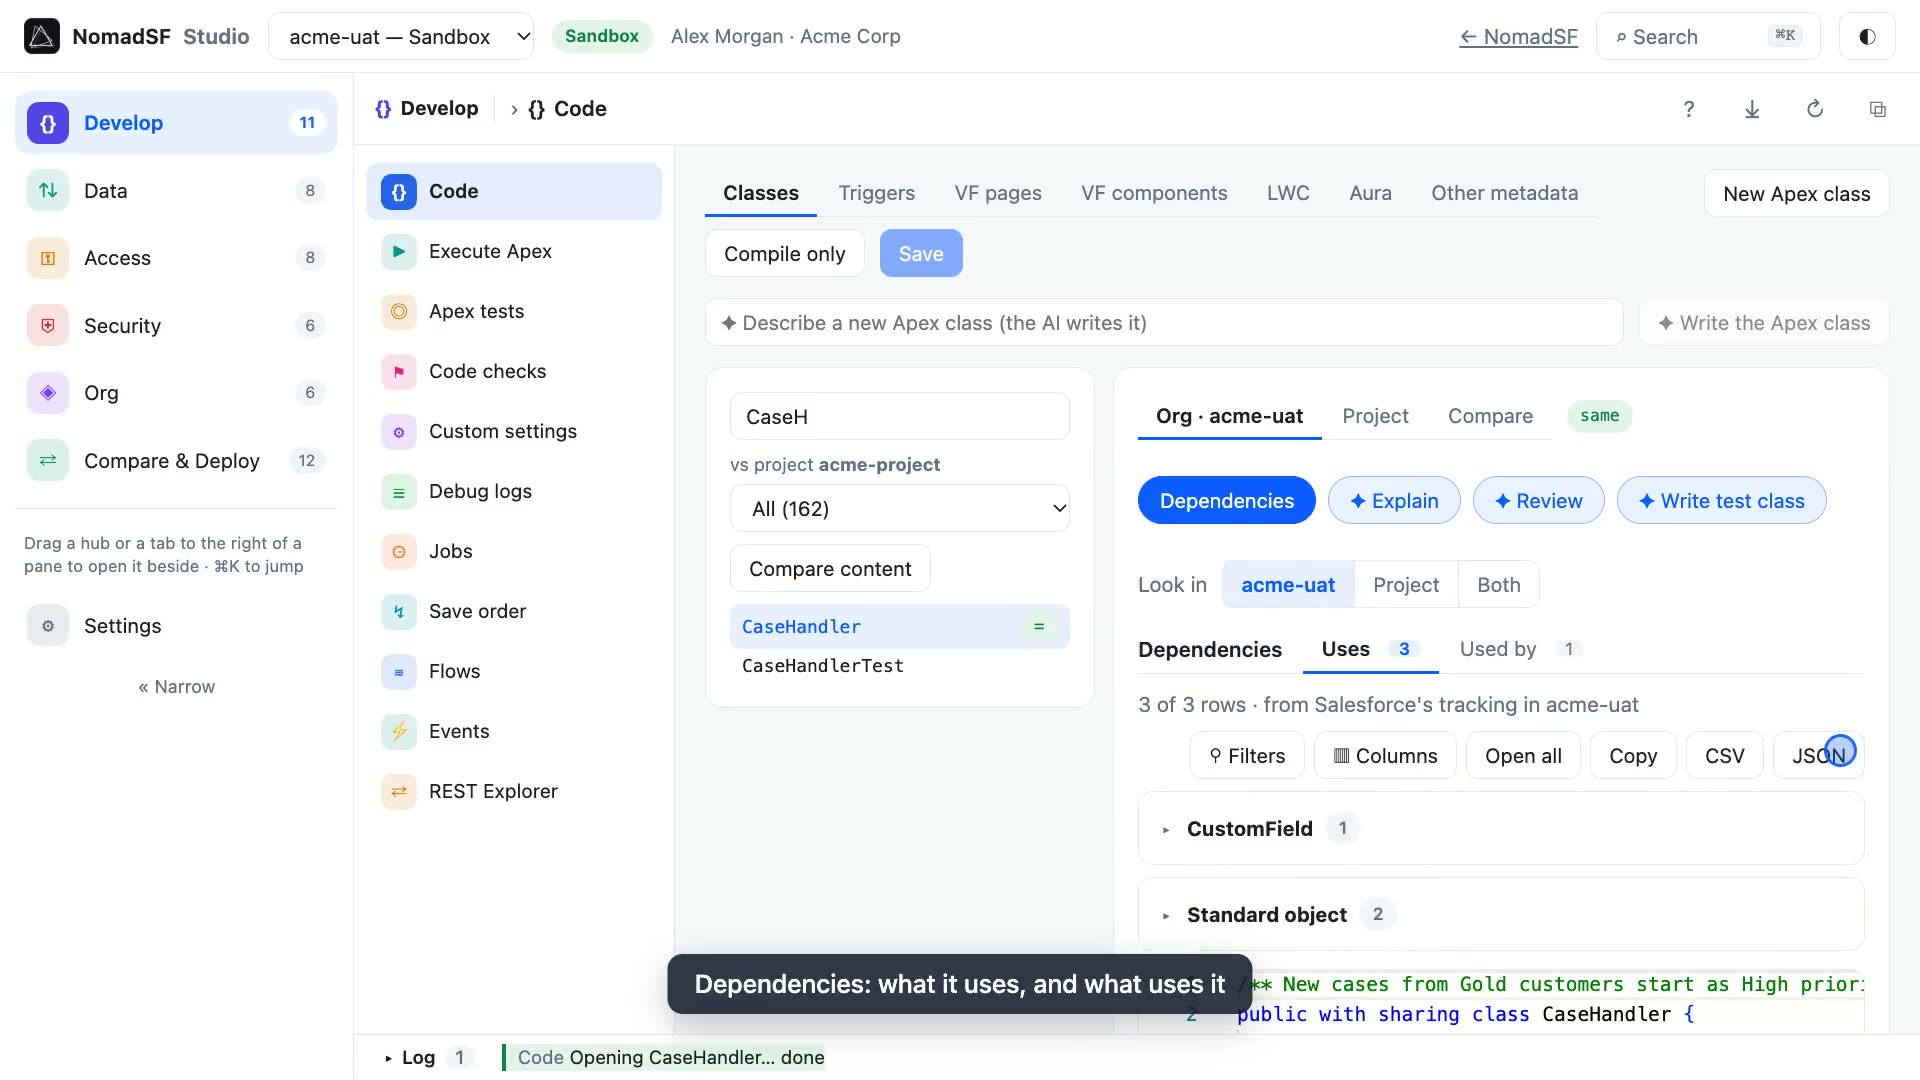 NomadSF Studio
acme-uat — Sandbox
Sandbox
Alex Morgan · Acme Corp
← NomadSF
Search
⌘K
Develop
11
Data
8
Access
8
Security
6
Org
6
Compare & Deploy
12
Drag a hub or a tab to the right of a
pane to open it beside · ⌘K to jump
Settings
« Narrow
{} Develop
› {} Code
?
{} Code
Execute Apex
Apex tests
Code checks
Custom settings
Debug logs
Jobs
Save order
Flows
Events
REST Explorer
Classes
Triggers
VF pages
VF components
LWC
Aura
Other metadata
New Apex class
Compile only
Save
✦ Describe a new Apex class (the AI writes it)
✦ Write the Apex class
CaseH
vs project acme-project
All (162)
Compare content
CaseHandler
=
CaseHandlerTest
Org · acme-uat
Project
Compare
same
Dependencies
✦ Explain
✦ Review
✦ Write test class
Look in
acme-uat
Project
Both
Dependencies
Uses 3
Used by 1
3 of 3 rows · from Salesforce's tracking in acme-uat
Filters
Columns
Open all
Copy
CSV
JSON
▸ CustomField 1
▸ Standard object 2
/** New cases from Gold customers start as High priori
2 public with sharing class CaseHandler {
Dependencies: what it uses, and what uses it
▸ Log 1
Code Opening CaseHandler... done